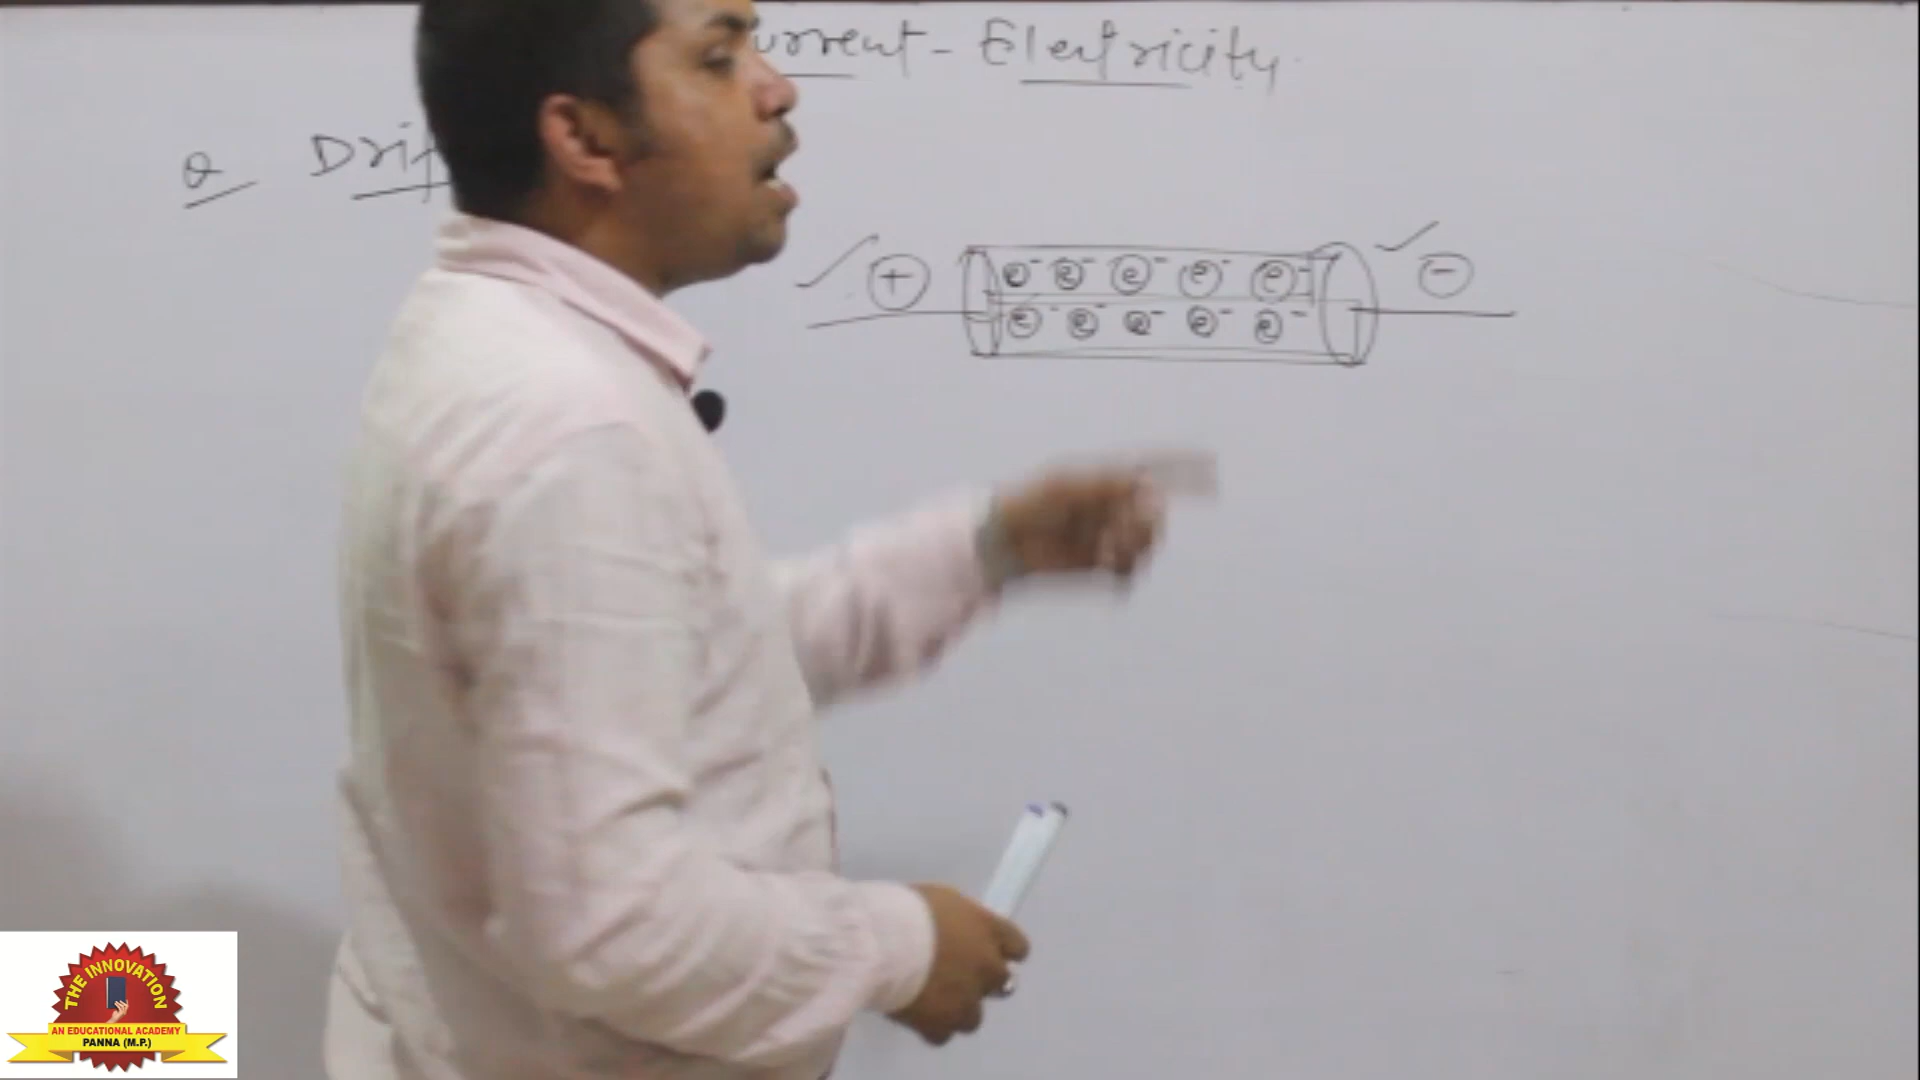 urrent - Electricity
Q Drif
+ e- e- e- e- e- -
e- e- e- e- e-
THE INNOVATION
AN EDUCATIONAL ACADEMY
PANNA (M.P.)